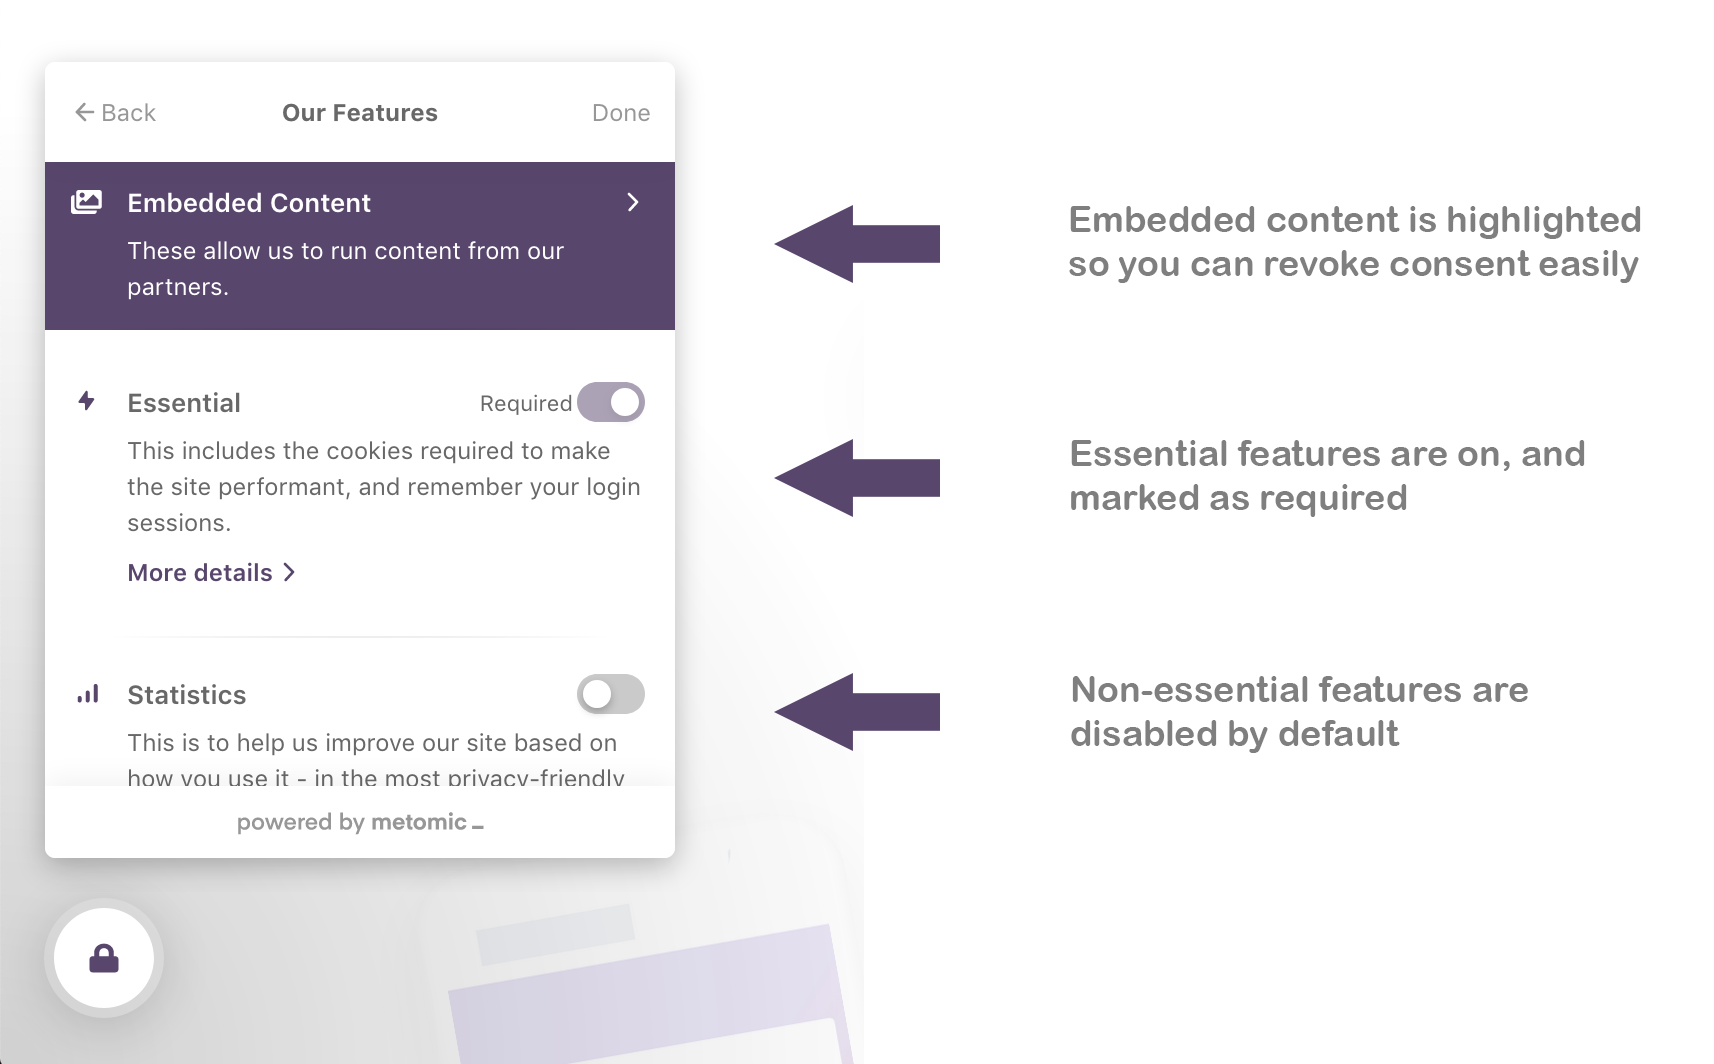 Back
Our Features
Done
Embedded Content
These allow us to run content from our
partners.
Essential
Required
This includes the cookies required to make
the site performant, and remember your login
sessions.
More details
Statistics
This is to help us improve our site based on
how you use it - in the most privacy-friendly
powered by metomic
Embedded content is highlighted
so you can revoke consent easily
Essential features are on, and
marked as required
Non-essential features are
disabled by default